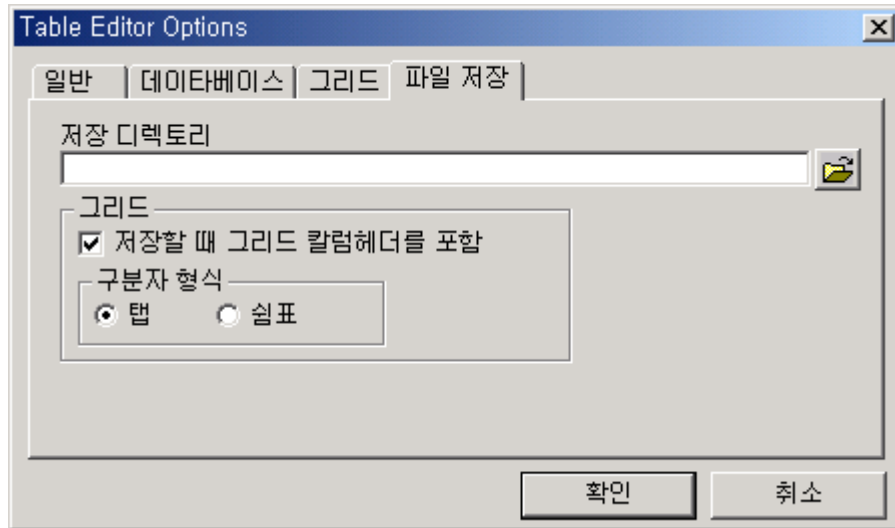 Table Editor Options
일반 데이타베이스 그리드 파일 저장
저장 디렉토리
그리드
저장할 때 그리드 칼럼헤더를 포함
구분자 형식
탭 쉼표
확인 취소